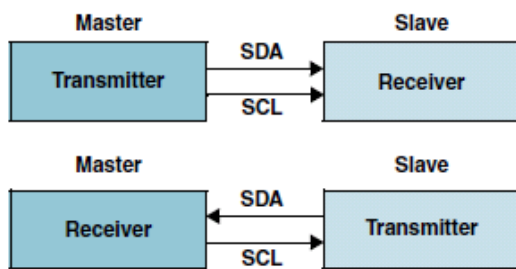 Master Slave
Transmitter SDA Receiver
SCL
Master Slave
Receiver SDA Transmitter
SCL